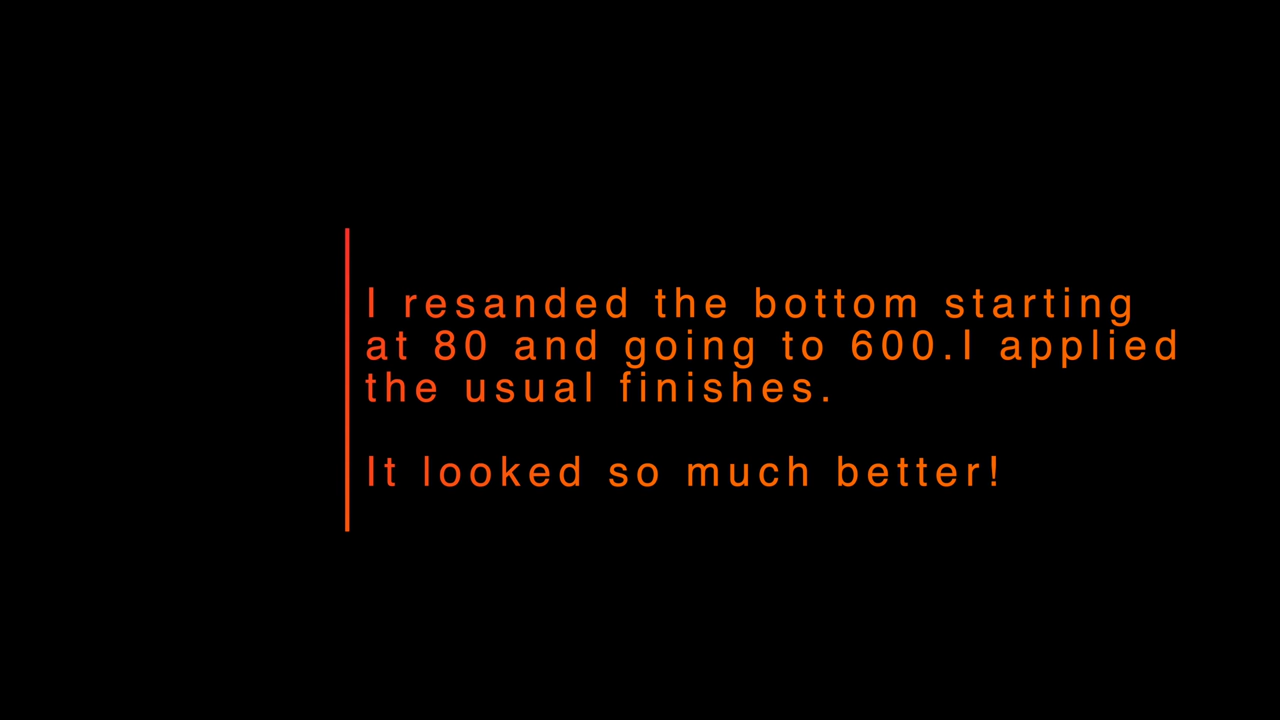 I resanded the bottom starting
at 80 and going to 600.I applied
the usual finishes.
It looked so much better!